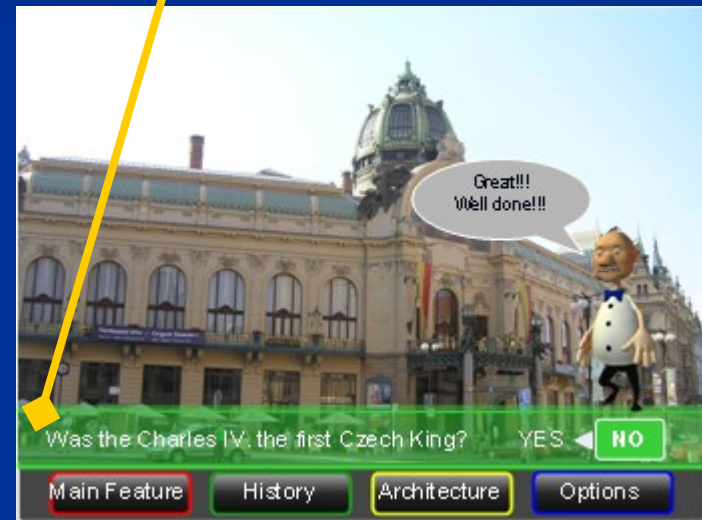 Great!!!
Well done!!!
Was the Charles IV. the first Czech King? YES NO
Main Feature History Architecture Options